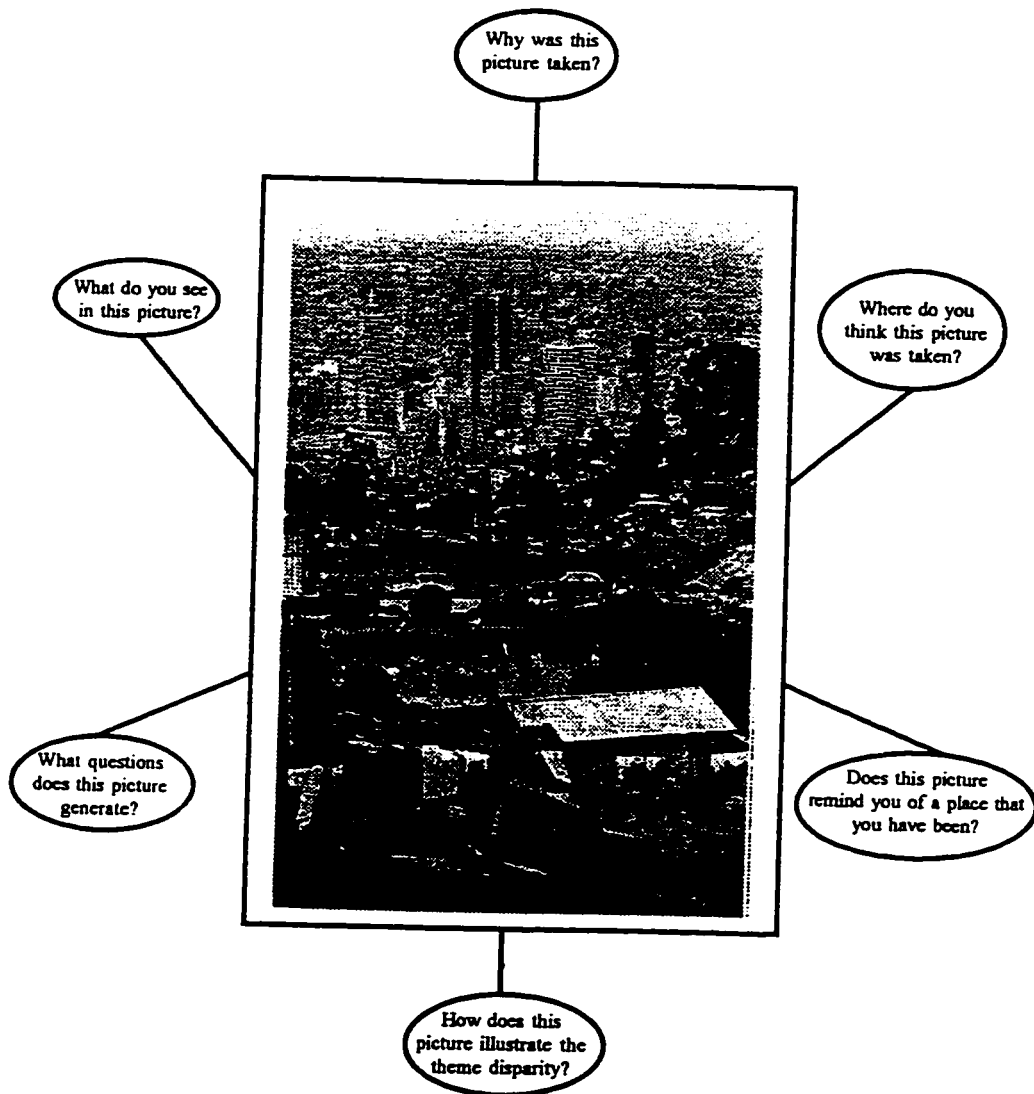 Why was this
picture taken?
What do you see
in this picture?
Where do you
think this picture
was taken?
What questions
does this picture
generate?
Does this picture
remind you of a place that
you have been?
How does this
picture illustrate the
theme disparity?